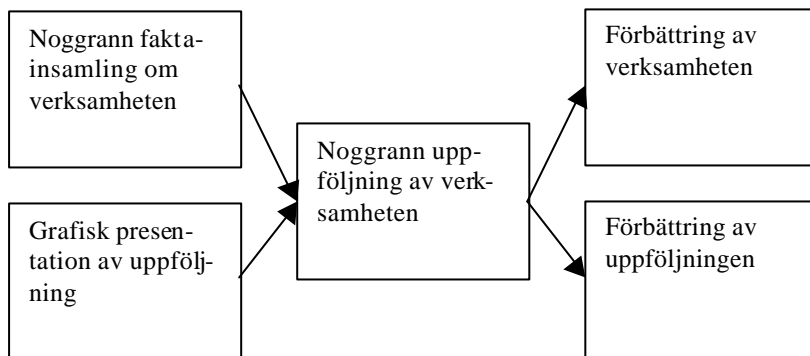 Noggrann fakta-
insamling om
verksamheten
Grafisk presen-
tation av uppfölj-
ning
Noggrann upp-
följning av verk-
samheten
Förbättring av
verksamheten
Förbättring av
uppföljningen